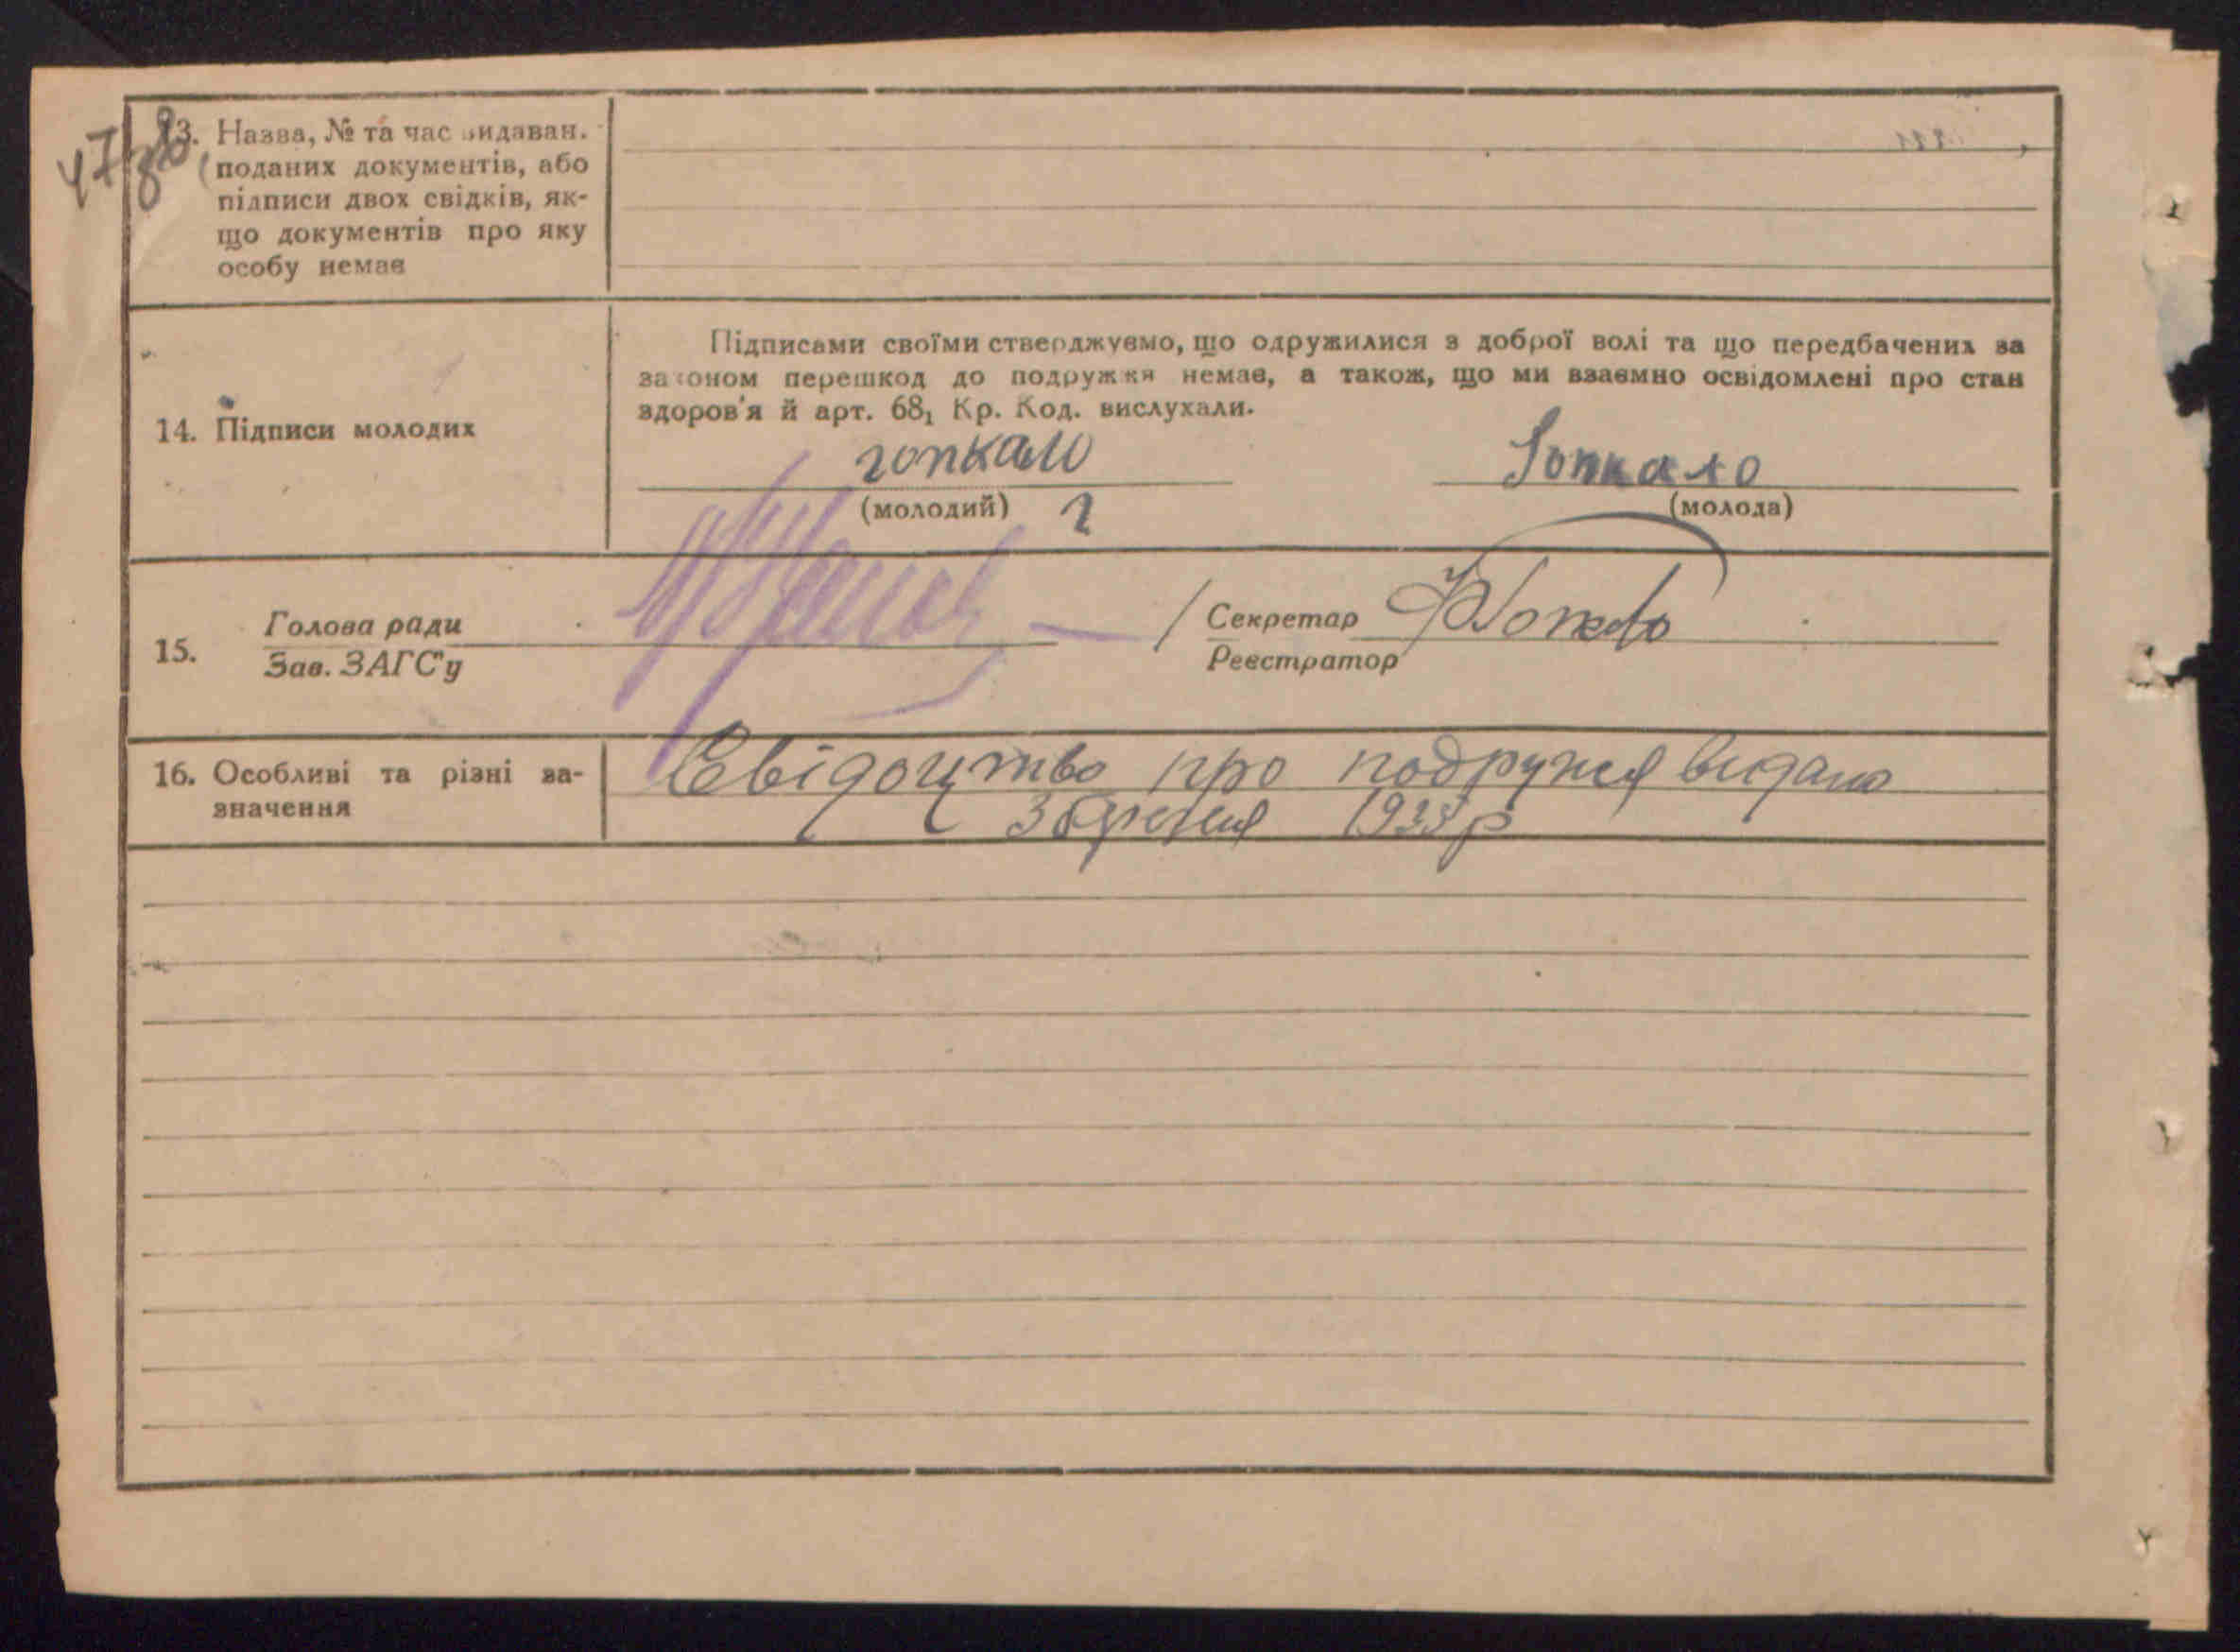 13. Назва, № та час видаван.
поданих документів, або
підписи двох свідків, як-
що документів про яку
особу немає
Підписами своїми стверджуємо, що одружилися з доброї волі та що передбачених за
законом перешкод до подружжя немає, а також, що ми взаємно освідомлені про стан
здоров'я й арт. 68₁ Кр. Код. вислухали.
14. Підписи молодих
гопкало
Гопкало
(молодий) г
(молода)
15.
Голова ради
Зав. ЗАГС'у
Секретар
Реєстратор
16. Особливі та різні за-
значення
Свідоцтво про подружжя видано
3 березня 193 р